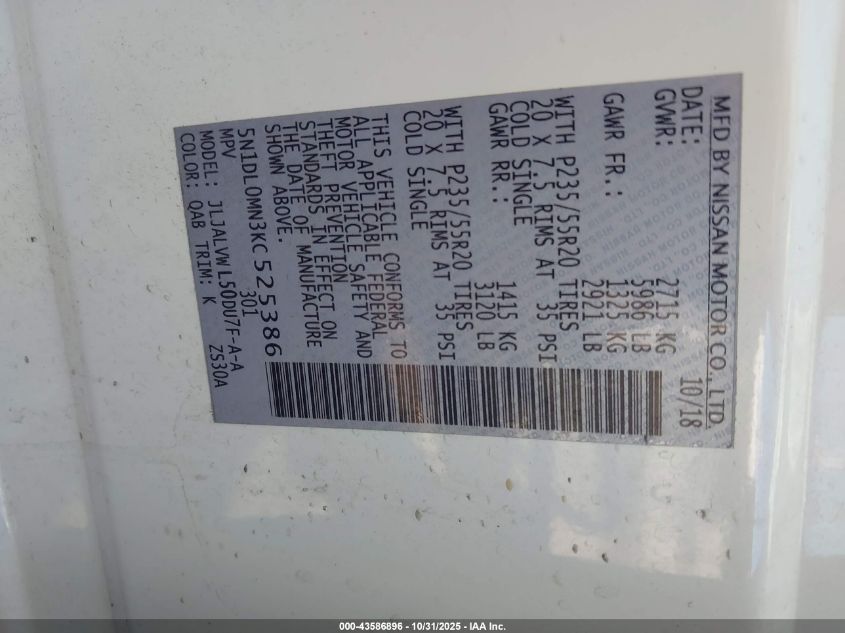 MFD BY NISSAN MOTOR CO., LTD.
DATE: 10/18
GVWR: 2715 KG
5986 LB
GAWR FR.: 1325 KG
2921 LB
WITH P235/55R20 TIRES
20 X 7.5 RIMS AT 35 PSI
COLD SINGLE
GAWR RR.: 1415 KG
3120 LB
WITH P235/55R20 TIRES
20 X 7.5 RIMS AT 35 PSI
COLD SINGLE
THIS VEHICLE CONFORMS TO
ALL APPLICABLE FEDERAL
MOTOR VEHICLE SAFETY AND
THEFT PREVENTION
STANDARDS IN EFFECT ON
THE DATE OF MANUFACTURE
SHOWN ABOVE.
5N1DL0MN3KC525386
MPV 301
MODEL: JLJALVWL50DU7F-A-A
COLOR: QAB TRIM: K ZS30A
000-43586896 - 10/31/2025 - IAA Inc.